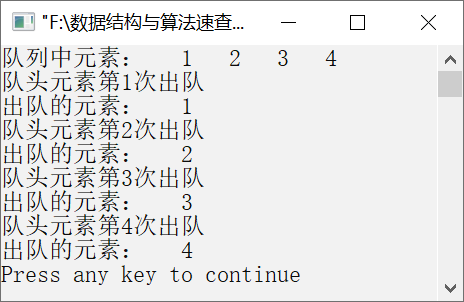 "F:\数据结构与算法速查...
队列中元素： 1 2 3 4
队头元素第1次出队
出队的元素： 1
队头元素第2次出队
出队的元素： 2
队头元素第3次出队
出队的元素： 3
队头元素第4次出队
出队的元素： 4
Press any key to continue